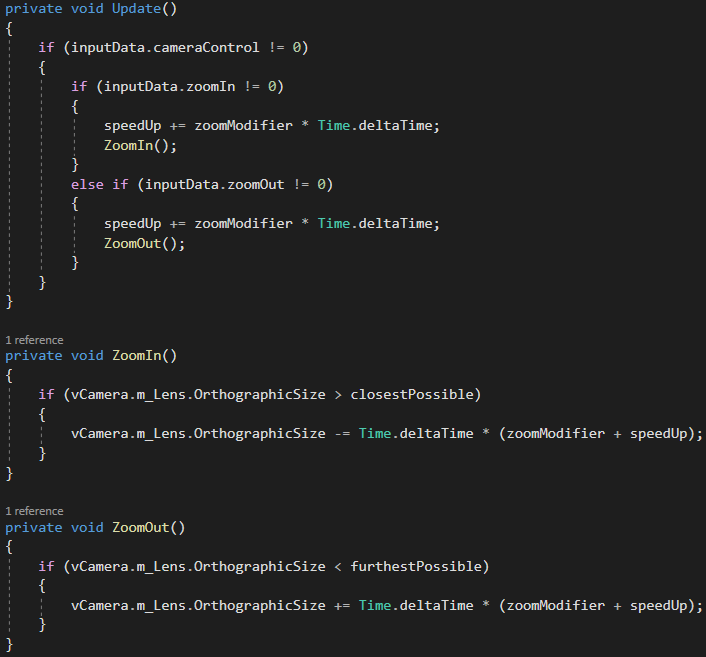 private void Update()
{
if (inputData.cameraControl != 0)
{
if (inputData.zoomIn != 0)
{
speedUp += zoomModifier * Time.deltaTime;
ZoomIn();
}
else if (inputData.zoomOut != 0)
{
speedUp += zoomModifier * Time.deltaTime;
ZoomOut();
}
}
}
1 reference
private void ZoomIn()
{
if (vCamera.m_Lens.OrthographicSize > closestPossible)
{
vCamera.m_Lens.OrthographicSize -= Time.deltaTime * (zoomModifier + speedUp);
}
}
1 reference
private void ZoomOut()
{
if (vCamera.m_Lens.OrthographicSize < furthestPossible)
{
vCamera.m_Lens.OrthographicSize += Time.deltaTime * (zoomModifier + speedUp);
}
}